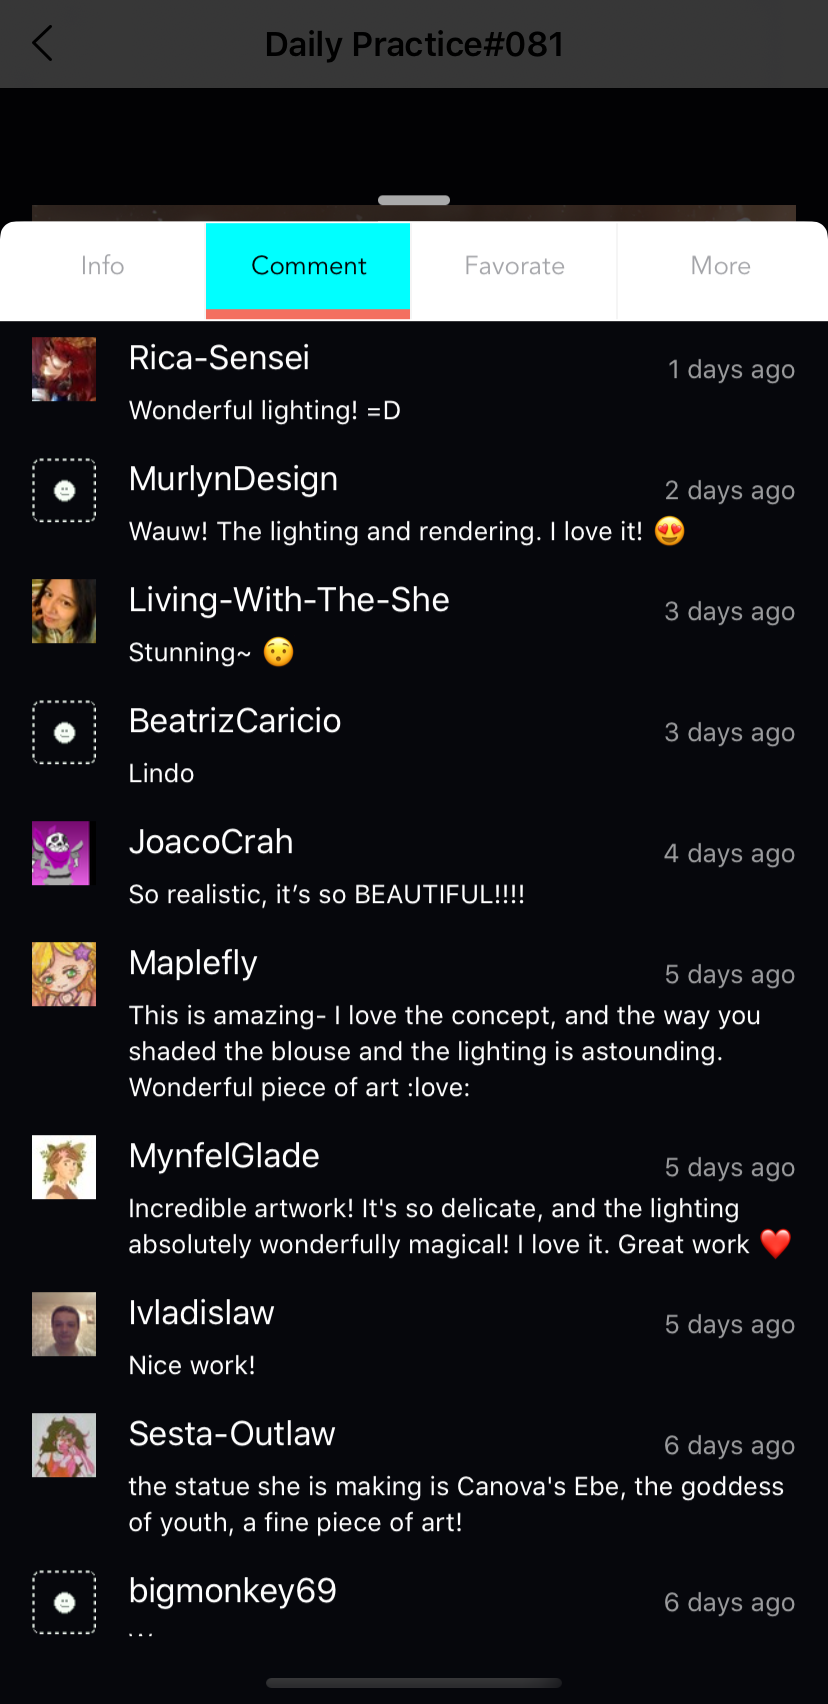 Daily Practice#081
Info Comment Favorate More
Rica-Sensei
1 days ago
Wonderful lighting! =D
MurlynDesign
2 days ago
Wauw! The lighting and rendering. I love it! 😍
Living-With-The-She
3 days ago
Stunning~ 😯
BeatrizCaricio
3 days ago
Lindo
JoacoCrah
4 days ago
So realistic, it’s so BEAUTIFUL!!!!
Maplefly
5 days ago
This is amazing- I love the concept, and the way you
shaded the blouse and the lighting is astounding.
Wonderful piece of art :love:
MynfelGlade
5 days ago
Incredible artwork! It's so delicate, and the lighting
absolutely wonderfully magical! I love it. Great work ❤️
Ivladislaw
5 days ago
Nice work!
Sesta-Outlaw
6 days ago
the statue she is making is Canova's Ebe, the goddess
of youth, a fine piece of art!
bigmonkey69
6 days ago